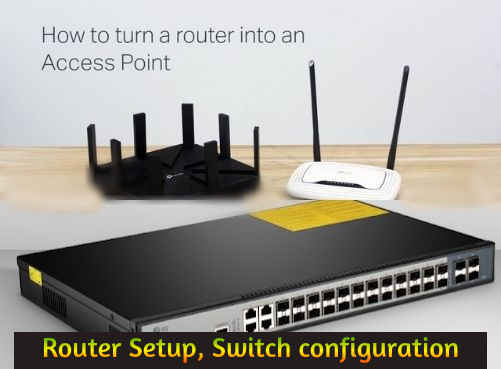 How to turn a router into an
Access Point
Router Setup, Switch configuration